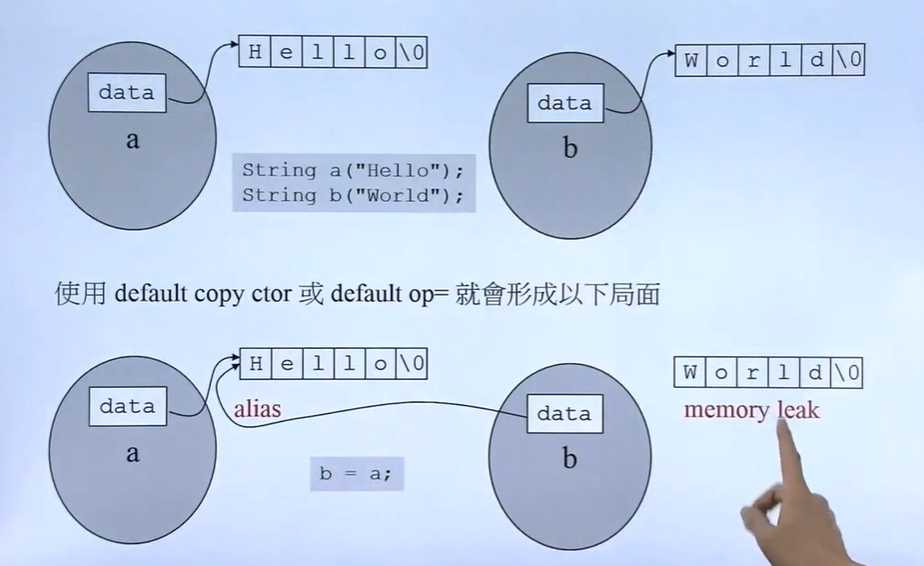 H e l l o \0
data
a
W o r l d \0
data
b
String a("Hello");
String b("World");
使用 default copy ctor 或 default op= 就會形成以下局面
H e l l o \0
data
alias
a
W o r l d \0
memory leak
data
b
b = a;